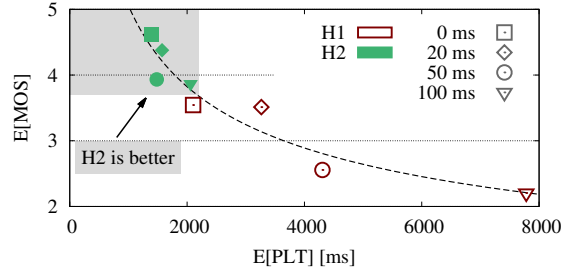 5
4
3
2
E[MOS]
H1
H2
0 ms
20 ms
50 ms
100 ms
H2 is better
0 2000 4000 6000 8000
E[PLT] [ms]